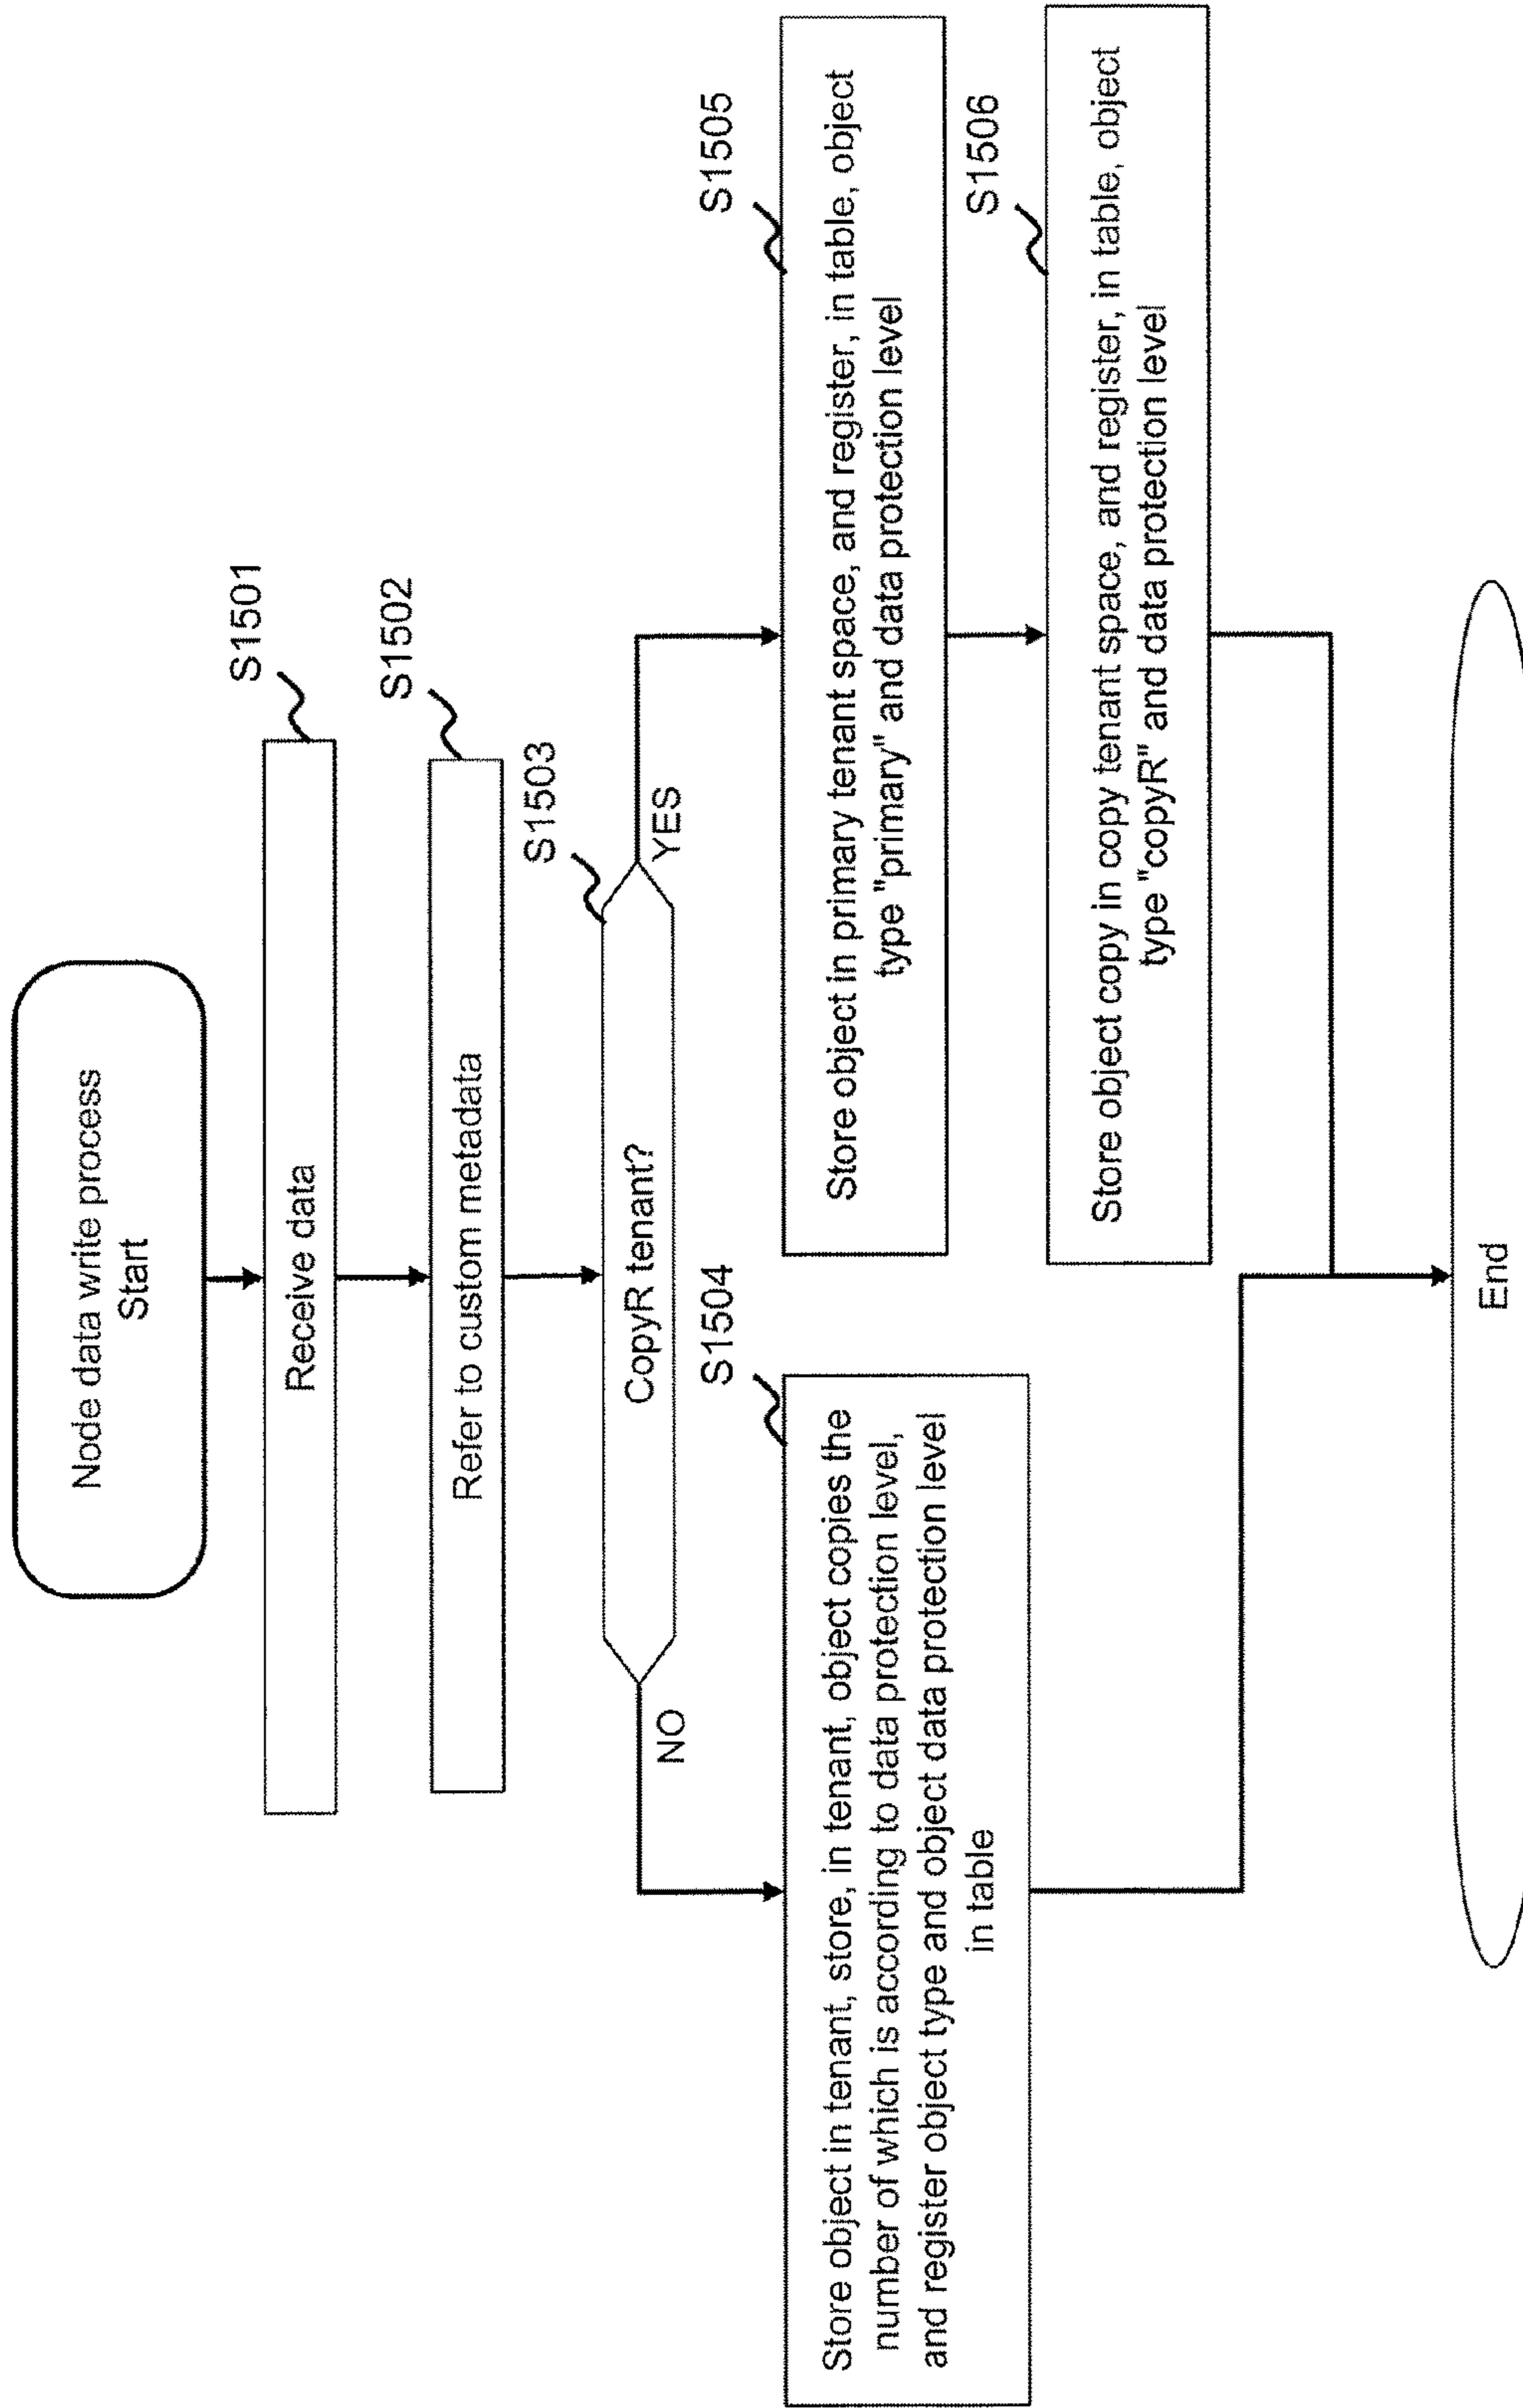 Node data write process
Start
S1501
Receive data
S1502
Refer to custom metadata
S1503
CopyR tenant?
NO
YES
S1504
Store object in tenant, store, in tenant, object copies the
number of which is according to data protection level,
and register object type and object data protection level
in table
S1505
Store object in primary tenant space, and register, in table, object
type "primary" and data protection level
S1506
Store object copy in copy tenant space, and register, in table, object
type "copyR" and data protection level
End